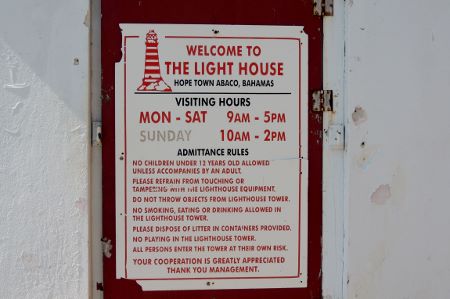 WELCOME TO
THE LIGHT HOUSE
HOPE TOWN ABACO, BAHAMAS
VISITING HOURS
MON - SAT 9AM - 5PM
SUNDAY 10AM - 2PM
ADMITTANCE RULES
NO CHILDREN UNDER 12 YEARS OLD ALLOWED
UNLESS ACCOMPANIES BY AN ADULT.
PLEASE REFRAIN FROM TOUCHING OR
TAMPERING WITH THE LIGHTHOUSE EQUIPMENT.
DO NOT THROW OBJECTS FROM LIGHTHOUSE TOWER.
NO SMOKING, EATING OR DRINKING ALLOWED IN
THE LIGHTHOUSE TOWER.
PLEASE DISPOSE OF LITTER IN CONTAINERS PROVIDED.
NO PLAYING IN THE LIGHTHOUSE TOWER.
ALL PERSONS ENTER THE TOWER AT THEIR OWN RISK.
YOUR COOPERATION IS GREATLY APPRECIATED
THANK YOU MANAGEMENT.